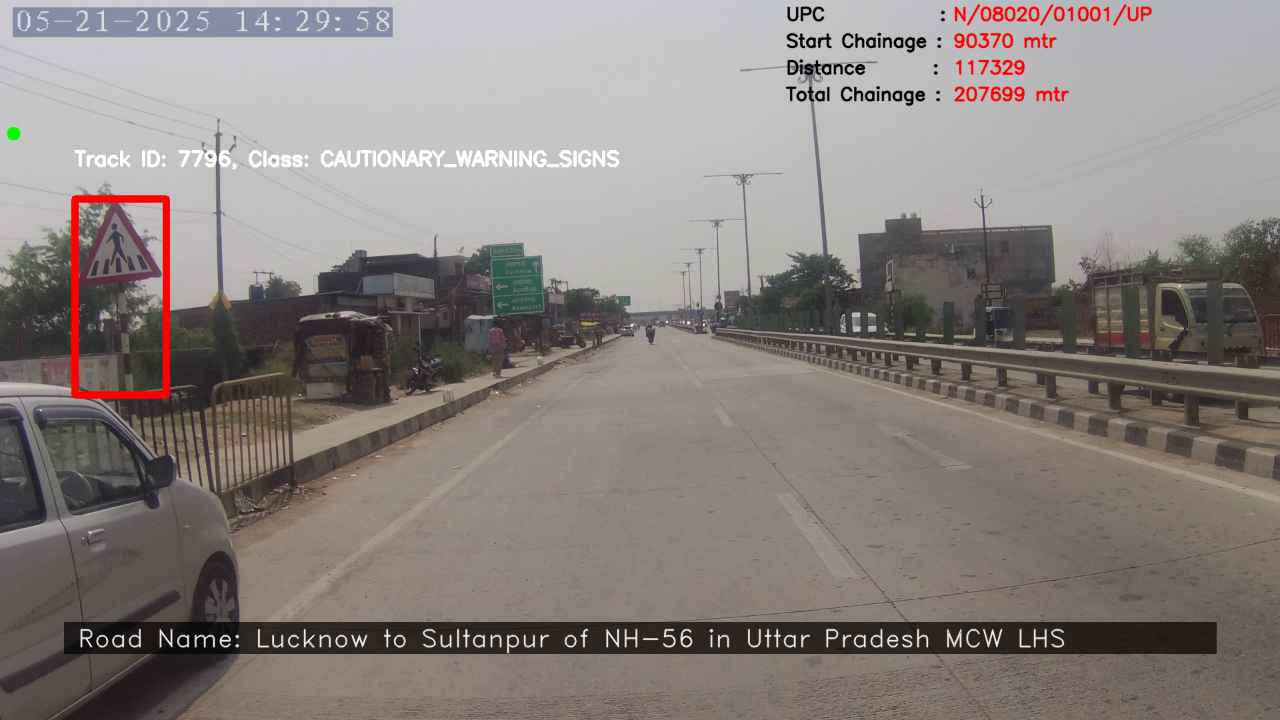 05-21-2025 14:29:58
UPC : N/08020/01001/UP
Start Chainage : 90370 mtr
Distance : 117329
Total Chainage : 207699 mtr
Track ID: 7796, Class: CAUTIONARY_WARNING_SIGNS
Road Name: Lucknow to Sultanpur of NH-56 in Uttar Pradesh MCW LHS